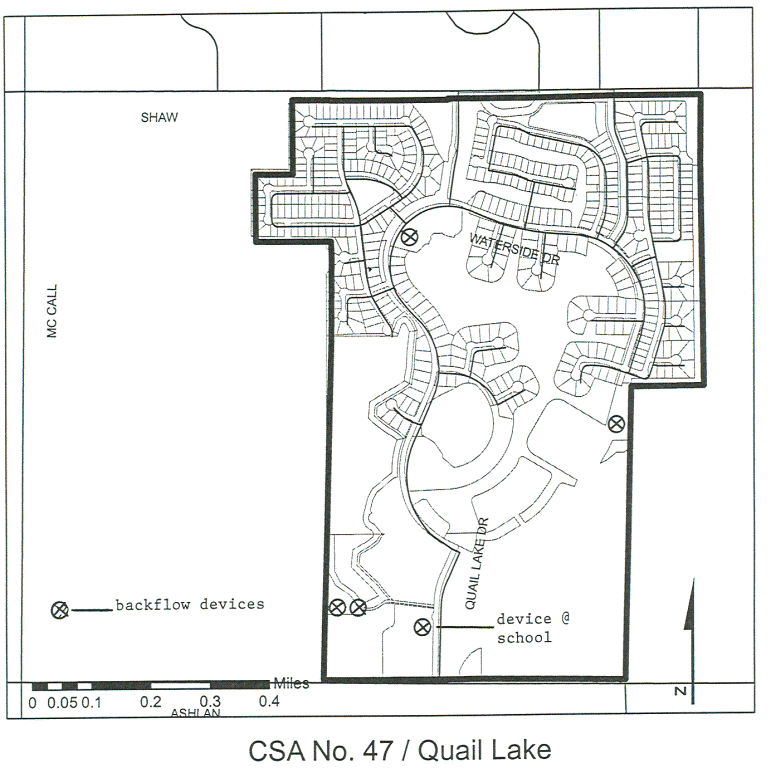 SHAW
MC CALL
WATERSIDE DR
QUAIL LAKE DR
backflow devices
device @
school
Miles
0 0.05 0.1 0.2 0.3 0.4
ASHLAN
N
CSA No. 47 / Quail Lake